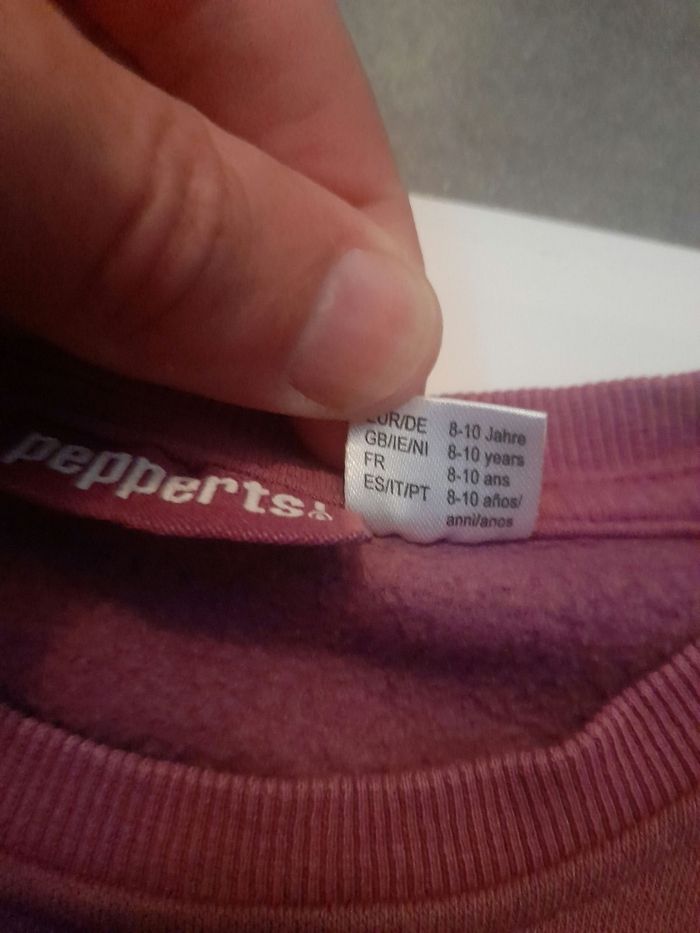 pepperts
EUR/DE 8-10 Jahre
GB/IE/NI 8-10 years
FR 8-10 ans
ES/IT/PT 8-10 años/
anni/anos